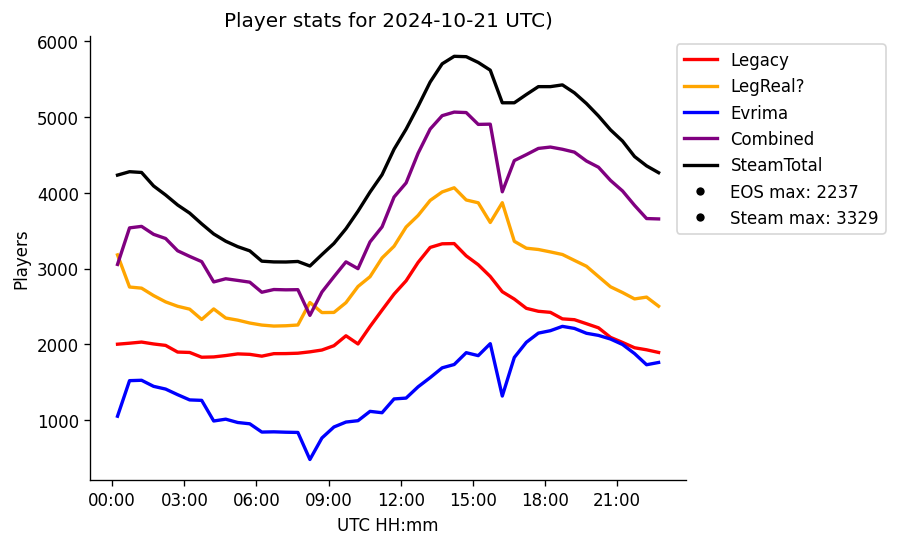 Player stats for 2024-10-21 UTC)
6000
5000
4000
3000
2000
1000
Players
00:00 03:00 06:00 09:00 12:00 15:00 18:00 21:00
UTC HH:mm
Legacy
LegReal?
Evrima
Combined
SteamTotal
EOS max: 2237
Steam max: 3329